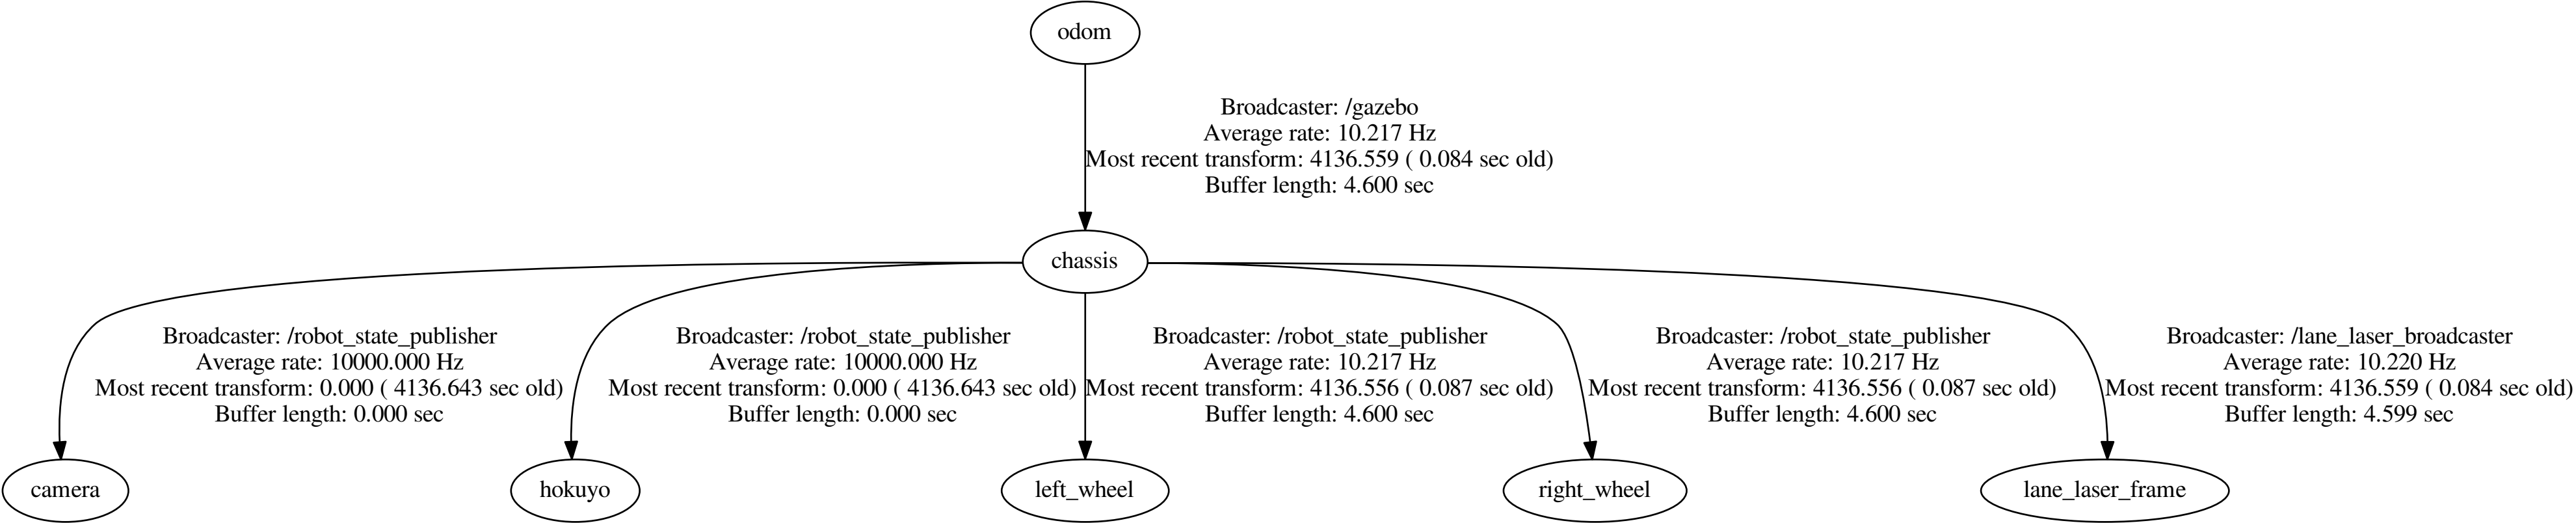 odom
Broadcaster: /gazebo
Average rate: 10.217 Hz
Most recent transform: 4136.559 ( 0.084 sec old)
Buffer length: 4.600 sec
chassis
Broadcaster: /robot_state_publisher
Average rate: 10000.000 Hz
Most recent transform: 0.000 ( 4136.643 sec old)
Buffer length: 0.000 sec
Broadcaster: /robot_state_publisher
Average rate: 10000.000 Hz
Most recent transform: 0.000 ( 4136.643 sec old)
Buffer length: 0.000 sec
Broadcaster: /robot_state_publisher
Average rate: 10.217 Hz
Most recent transform: 4136.556 ( 0.087 sec old)
Buffer length: 4.600 sec
Broadcaster: /robot_state_publisher
Average rate: 10.217 Hz
Most recent transform: 4136.556 ( 0.087 sec old)
Buffer length: 4.600 sec
Broadcaster: /lane_laser_broadcaster
Average rate: 10.220 Hz
Most recent transform: 4136.559 ( 0.084 sec old)
Buffer length: 4.599 sec
camera
hokuyo
left_wheel
right_wheel
lane_laser_frame